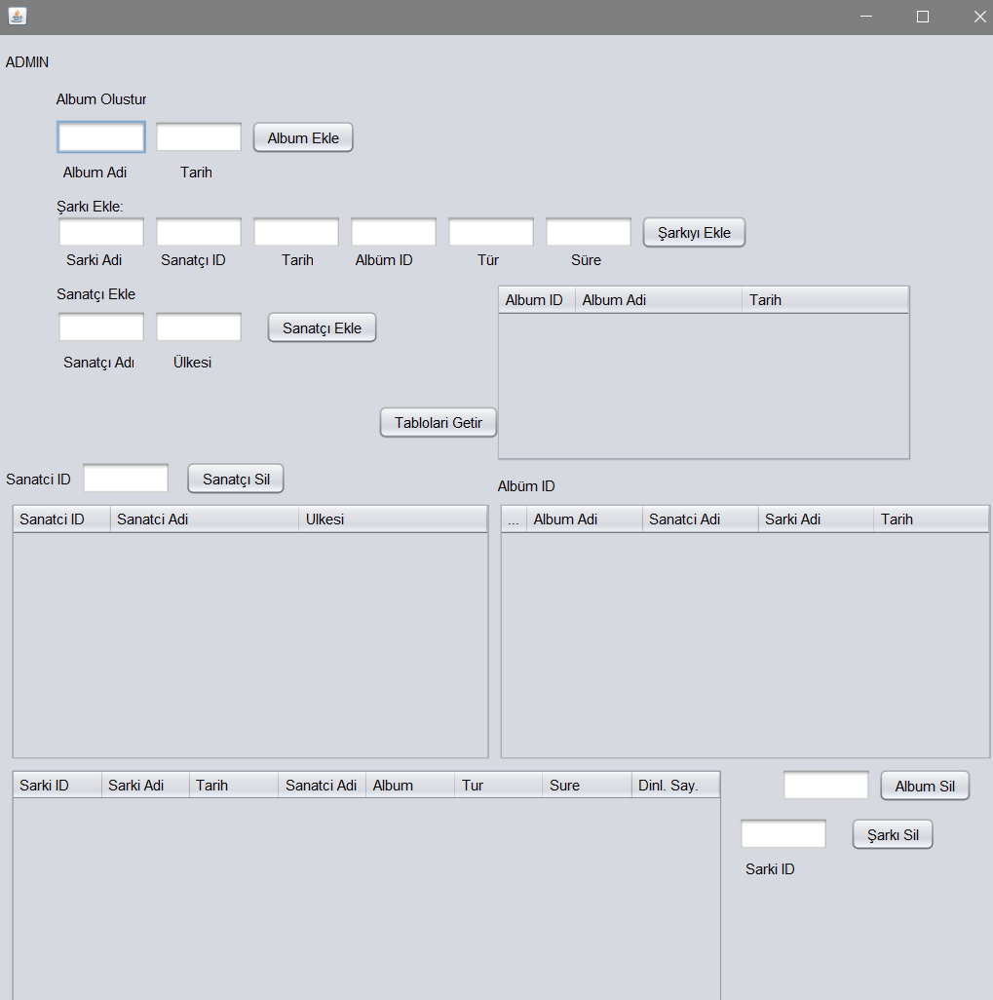 ADMIN
Album Olustur
Album Ekle
Album Adi Tarih
Şarkı Ekle:
Şarkıyı Ekle
Sarki Adi Sanatçı ID Tarih Albüm ID Tür Süre
Sanatçı Ekle
Album ID Album Adi Tarih
Sanatçı Ekle
Sanatçı Adı Ülkesi
Tablolari Getir
Sanatci ID Sanatçı Sil
Albüm ID
Sanatci ID Sanatci Adi Ulkesi
... Album Adi Sanatci Adi Sarki Adi Tarih
Sarki ID Sarki Adi Tarih Sanatci Adi Album Tur Sure Dinl. Say.
Album Sil
Şarkı Sil
Sarki ID